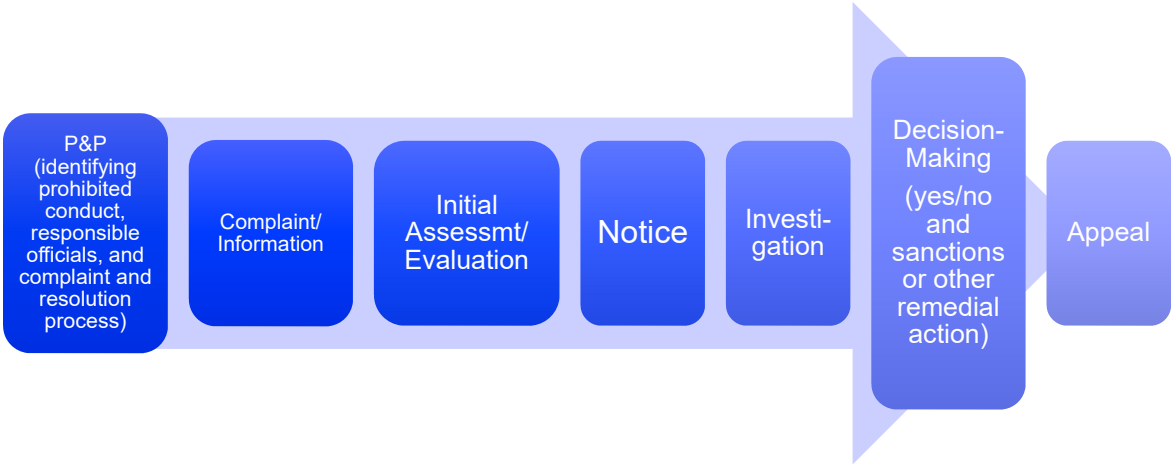 P&P
(identifying
prohibited
conduct,
responsible
officials, and
complaint and
resolution
process)
Complaint/
Information
Initial
Assessmt/
Evaluation
Notice
Investi-
gation
Decision-
Making
(yes/no
and
sanctions
or other
remedial
action)
Appeal